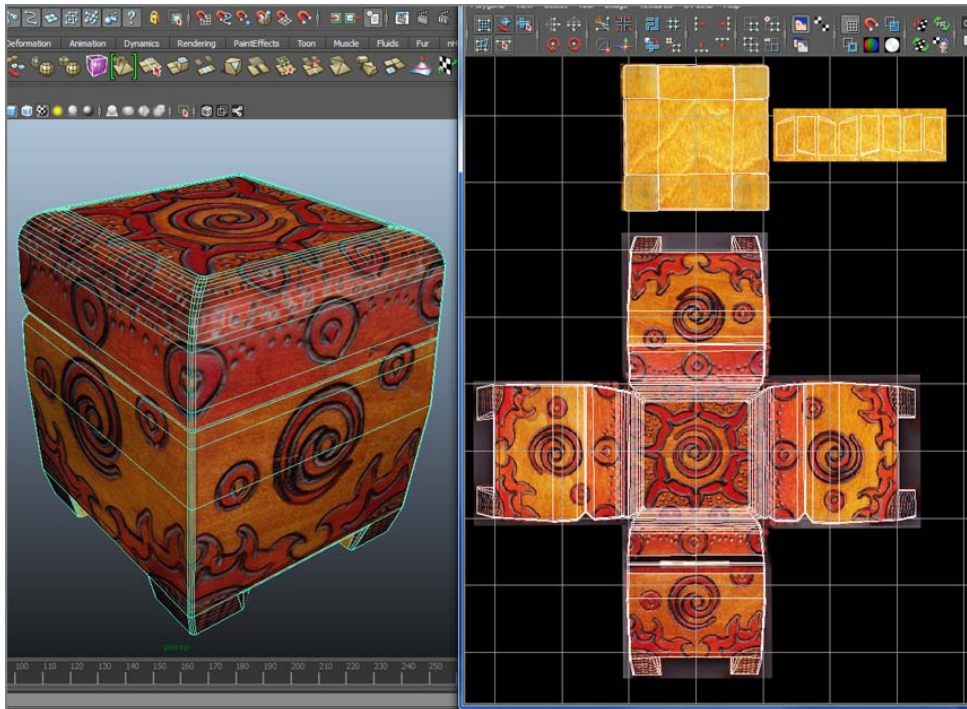 Deformation Animation Dynamics Rendering PaintEffects Toon Muscle Fluids Fur nH
persp
100 110 120 130 140 150 160 170 180 190 200 210 220 230 240 250